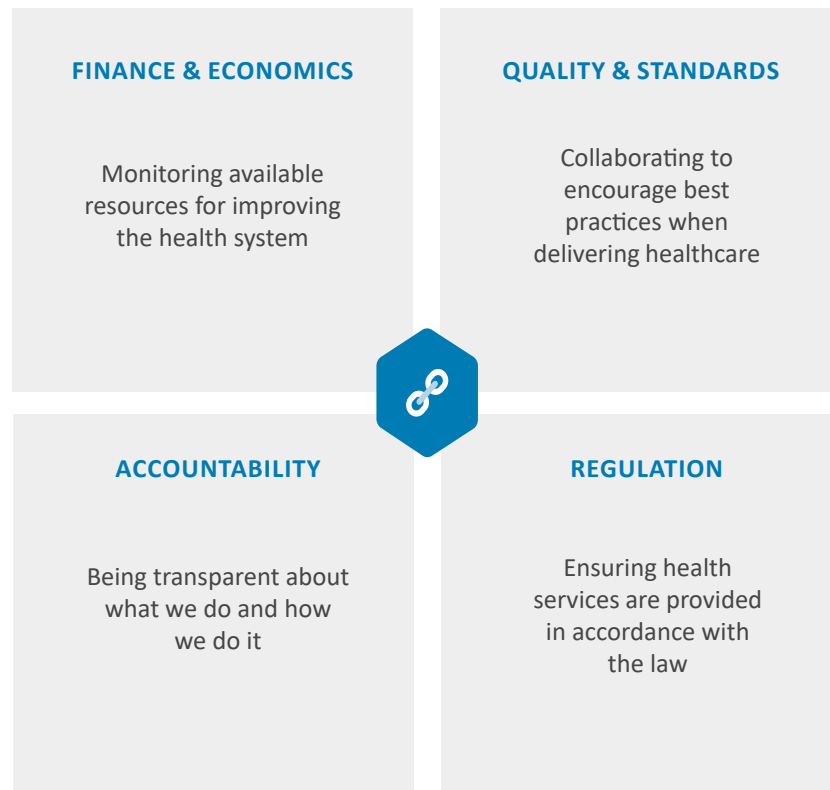 FINANCE & ECONOMICS
Monitoring available
resources for improving
the health system
QUALITY & STANDARDS
Collaborating to
encourage best
practices when
delivering healthcare
ACCOUNTABILITY
Being transparent about
what we do and how
we do it
REGULATION
Ensuring health
services are provided
in accordance with
the law